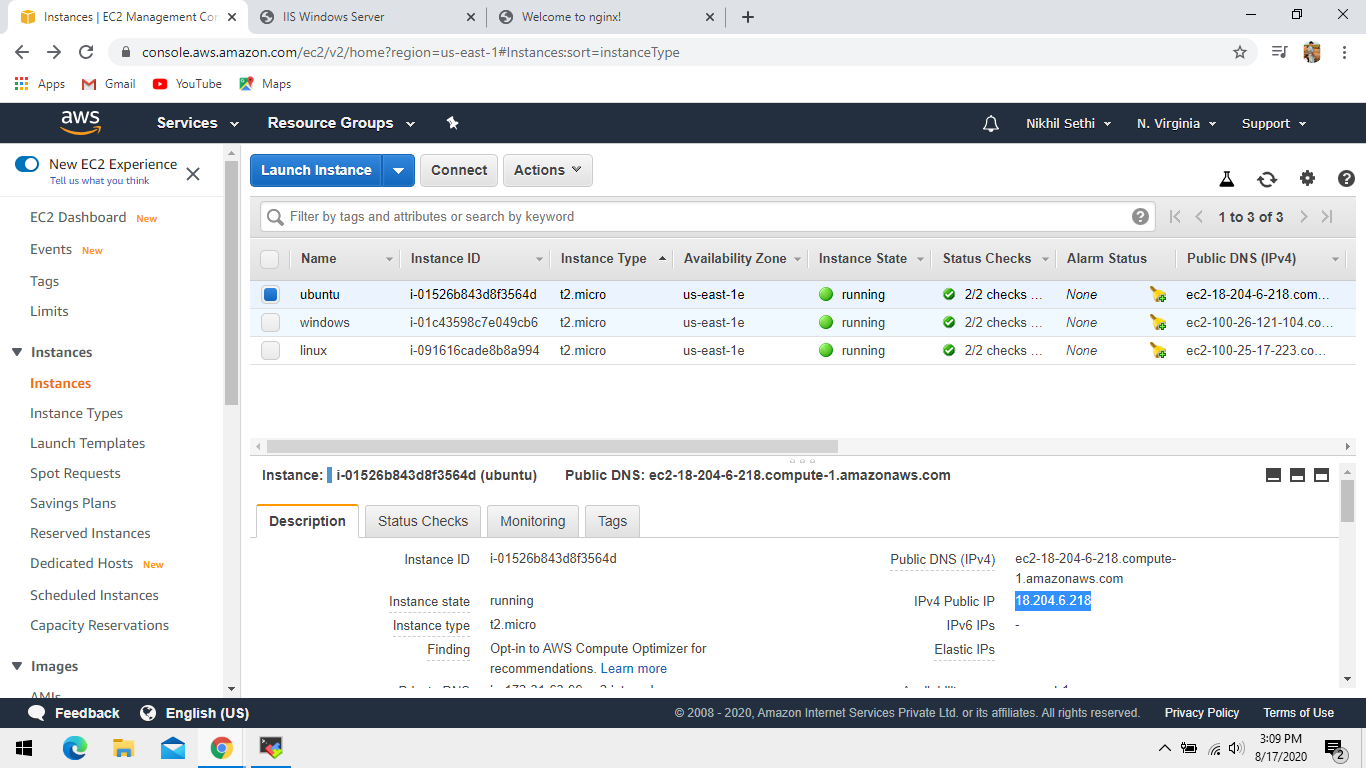 Instances | EC2 Management Con
IIS Windows Server
Welcome to nginx!
console.aws.amazon.com/ec2/v2/home?region=us-east-1#Instances:sort=instanceType
Apps Gmail YouTube Maps
aws Services Resource Groups Nikhil Sethi N. Virginia Support
New EC2 Experience
Tell us what you think
EC2 Dashboard New
Events New
Tags
Limits
Instances
Instances
Instance Types
Launch Templates
Spot Requests
Savings Plans
Reserved Instances
Dedicated Hosts New
Scheduled Instances
Capacity Reservations
Images
AMIs
Launch Instance Connect Actions
Filter by tags and attributes or search by keyword
1 to 3 of 3
Name Instance ID Instance Type Availability Zone Instance State Status Checks Alarm Status Public DNS (IPv4)
ubuntu i-01526b843d8f3564d t2.micro us-east-1e running 2/2 checks ... None ec2-18-204-6-218.com...
windows i-01c43598c7e049cb6 t2.micro us-east-1e running 2/2 checks ... None ec2-100-26-121-104.co...
linux i-091616cade8b8a994 t2.micro us-east-1e running 2/2 checks ... None ec2-100-25-17-223.co...
Instance: i-01526b843d8f3564d (ubuntu) Public DNS: ec2-18-204-6-218.compute-1.amazonaws.com
Description Status Checks Monitoring Tags
Instance ID i-01526b843d8f3564d
Instance state running
Instance type t2.micro
Finding Opt-in to AWS Compute Optimizer for
recommendations. Learn more
Public DNS (IPv4) ec2-18-204-6-218.compute-
1.amazonaws.com
IPv4 Public IP 18.204.6.218
IPv6 IPs -
Elastic IPs
Feedback English (US) © 2008 - 2020, Amazon Internet Services Private Ltd. or its affiliates. All rights reserved. Privacy Policy Terms of Use
3:09 PM
8/17/2020
2